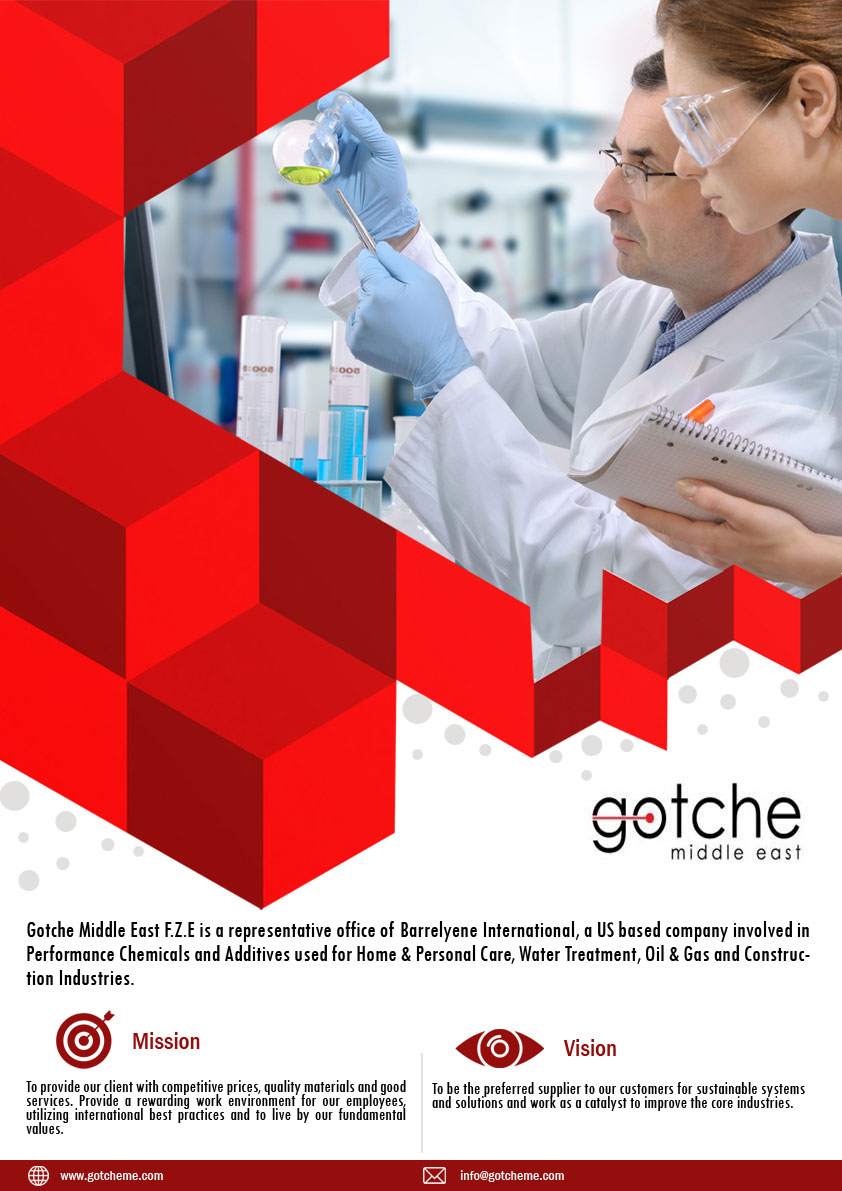 500
500
gotche
middle east
Gotche Middle East F.Z.E is a representative office of Barrelyene International, a US based company involved in
Performance Chemicals and Additives used for Home & Personal Care, Water Treatment, Oil & Gas and Construc-
tion Industries.
Mission
To provide our client with competitive prices, quality materials and good
services. Provide a rewarding work environment for our employees,
utilizing international best practices and to live by our fundamental
values.
Vision
To be the preferred supplier to our customers for sustainable systems
and solutions and work as a catalyst to improve the core industries.
www.gotcheme.com
info@gotcheme.com